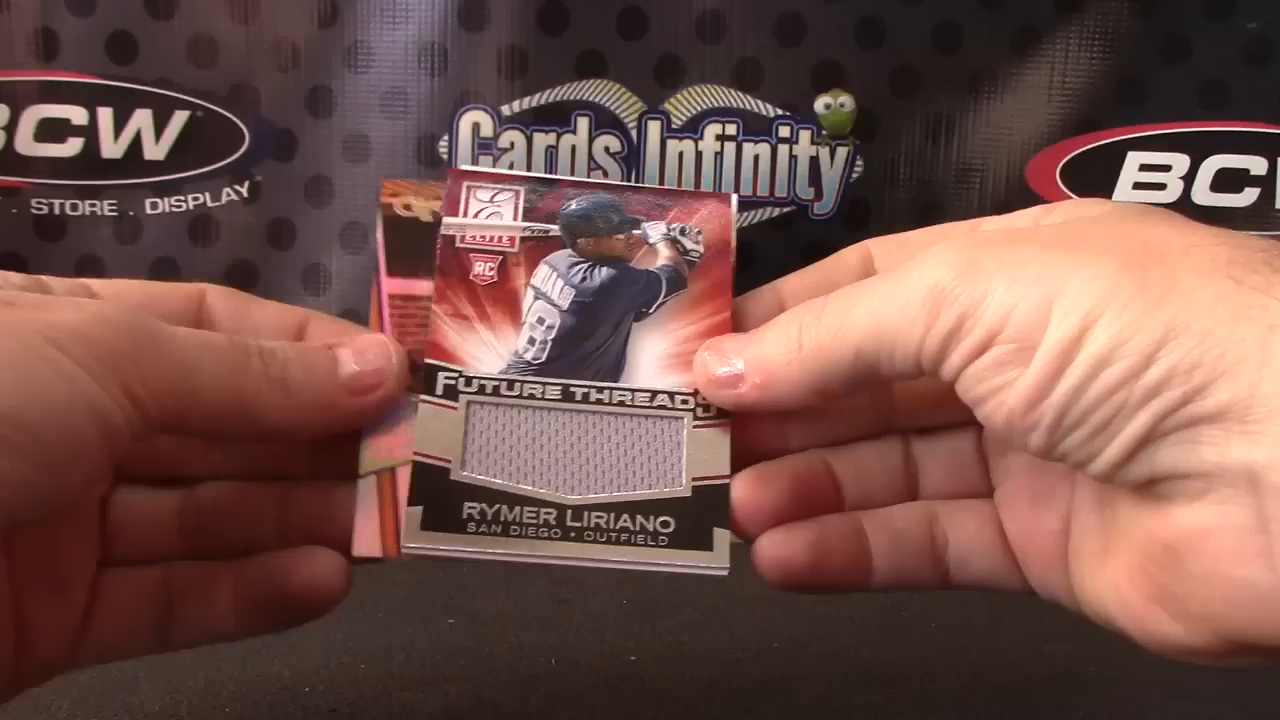 BCW
. STORE . DISPLAY
Cards Infinity
BC
ELITE
RC
FUTURE THREADS
RYMER LIRIANO
SAN DIEGO • OUTFIELD